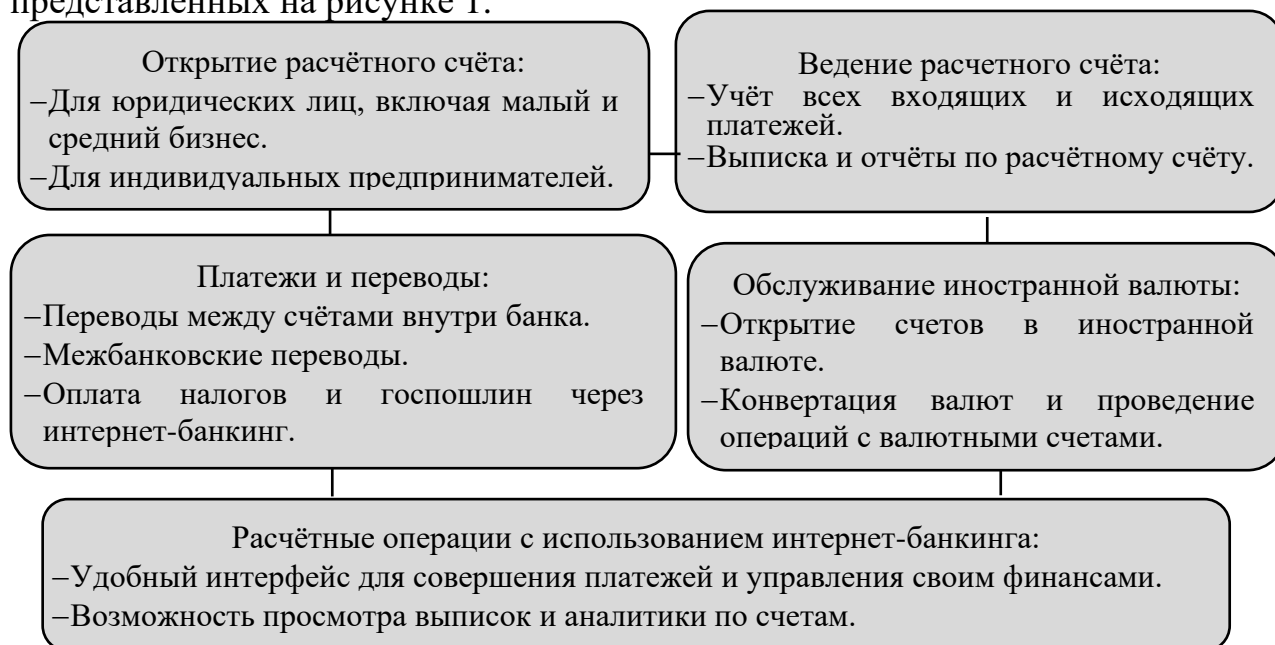 представленных на рисунке 1.
Открытие расчётного счёта:
–Для юридических лиц, включая малый и
средний бизнес.
–Для индивидуальных предпринимателей.
Ведение расчетного счёта:
–Учёт всех входящих и исходящих
платежей.
–Выписка и отчёты по расчётному счёту.
Платежи и переводы:
–Переводы между счётами внутри банка.
–Межбанковские переводы.
–Оплата налогов и госпошлин через
интернет-банкинг.
Обслуживание иностранной валюты:
–Открытие счетов в иностранной
валюте.
–Конвертация валют и проведение
операций с валютными счетами.
Расчётные операции с использованием интернет-банкинга:
–Удобный интерфейс для совершения платежей и управления своим финансами.
–Возможность просмотра выписок и аналитики по счетам.